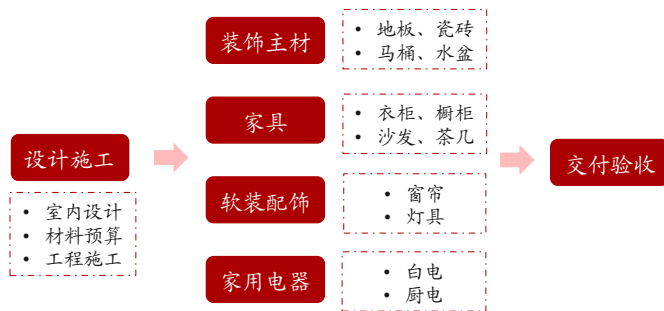 设计施工
• 室内设计
• 材料预算
• 工程施工
装饰主材
• 地板、瓷砖
• 马桶、水盆
家具
• 衣柜、橱柜
• 沙发、茶几
软装配饰
• 窗帘
• 灯具
家用电器
• 白电
• 厨电
交付验收